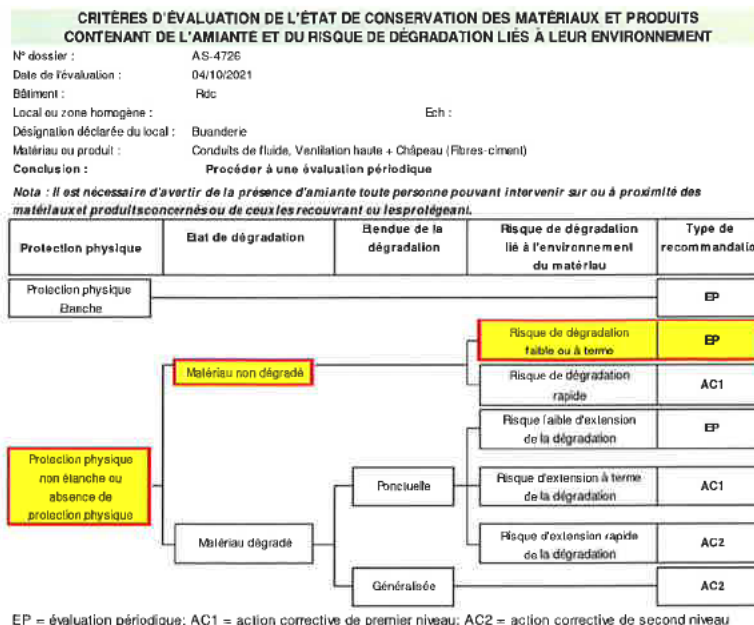 CRITÈRES D'ÉVALUATION DE L'ÉTAT DE CONSERVATION DES MATÉRIAUX ET PRODUITS
CONTENANT DE L'AMIANTE ET DU RISQUE DE DÉGRADATION LIÉS À LEUR ENVIRONNEMENT
N° dossier : AS-4726
Date de l'évaluation : 04/10/2021
Bâtiment : Rdc
Local ou zone homogène : Ech :
Désignation déclarée du local : Buanderie
Matériau ou produit : Conduits de fluide, Ventilation haute + Châpeau (Fibres-ciment)
Conclusion : Procéder à une évaluation périodique
Nota : Il est nécessaire d'avertir de la présence d'amiante toute personne pouvant intervenir sur ou à proximité des
matériaux et produits concernés ou de ceux les recouvrant ou les protégeant.
Protection physique
Etat de dégradation
Etendue de la
dégradation
Risque de dégradation
lié à l'environnement
du matériau
Type de
recommandatio
Protection physique
Etanche
EP
Risque de dégradation
faible ou à terme
EP
Matériau non dégradé
Risque de dégradation
rapide
AC1
Risque faible d'extension
de la dégradation
EP
Protection physique
non étanche ou
absence de
protection physique
Ponctuelle
Risque d'extension à terme
de la dégradation
AC1
Matériau dégradé
Risque d'extension rapide
de la dégradation
AC2
Généralisée
AC2
EP = évaluation périodique; AC1 = action corrective de premier niveau; AC2 = action corrective de second niveau